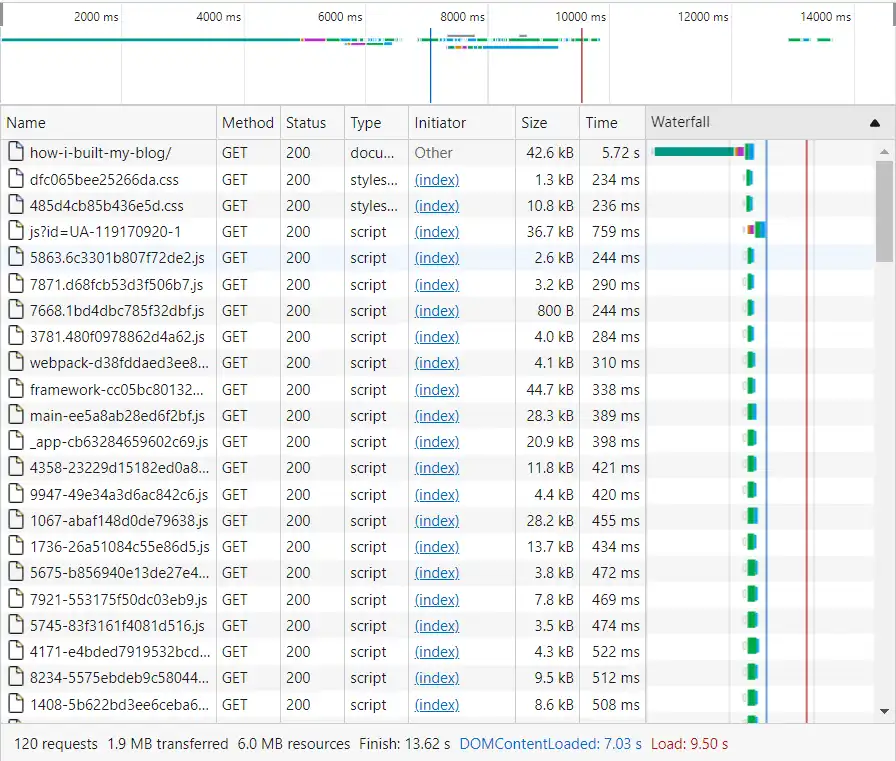 2000 ms 4000 ms 6000 ms 8000 ms 10000 ms 12000 ms 14000 ms
Name Method Status Type Initiator Size Time Waterfall
how-i-built-my-blog/ GET 200 docu... Other 42.6 kB 5.72 s
dfc065bee25266da.css GET 200 styles... (index) 1.3 kB 234 ms
485d4cb85b436e5d.css GET 200 styles... (index) 10.8 kB 236 ms
js?id=UA-119170920-1 GET 200 script (index) 36.7 kB 759 ms
5863.6c3301b807f72de2.js GET 200 script (index) 2.6 kB 244 ms
7871.d68fcb53d3f506b7.js GET 200 script (index) 3.2 kB 290 ms
7668.1bd4dbc785f32dbf.js GET 200 script (index) 800 B 244 ms
3781.480f0978862d4a62.js GET 200 script (index) 4.0 kB 284 ms
webpack-d38fddaed3ee8... GET 200 script (index) 4.1 kB 310 ms
framework-cc05bc80132... GET 200 script (index) 44.7 kB 338 ms
main-ee5a8ab28ed6f2bf.js GET 200 script (index) 28.3 kB 389 ms
_app-cb63284659602c69.js GET 200 script (index) 20.9 kB 398 ms
4358-23229d15182ed0a8... GET 200 script (index) 11.8 kB 421 ms
9947-49e34a3d6ac842c6.js GET 200 script (index) 4.4 kB 420 ms
1067-abaf148d0de79638.js GET 200 script (index) 28.2 kB 455 ms
1736-26a51084c55e86d5.js GET 200 script (index) 13.7 kB 434 ms
5675-b856940e13de27e4... GET 200 script (index) 3.8 kB 472 ms
7921-553175f50dc03eb9.js GET 200 script (index) 7.8 kB 469 ms
5745-83f3161f4081d516.js GET 200 script (index) 3.5 kB 474 ms
4171-e4bded7919532bcd... GET 200 script (index) 4.3 kB 522 ms
8234-5575ebdeb9c58044... GET 200 script (index) 9.5 kB 512 ms
1408-5b622bd3ee6ceba6... GET 200 script (index) 8.6 kB 508 ms
120 requests 1.9 MB transferred 6.0 MB resources Finish: 13.62 s DOMContentLoaded: 7.03 s Load: 9.50 s